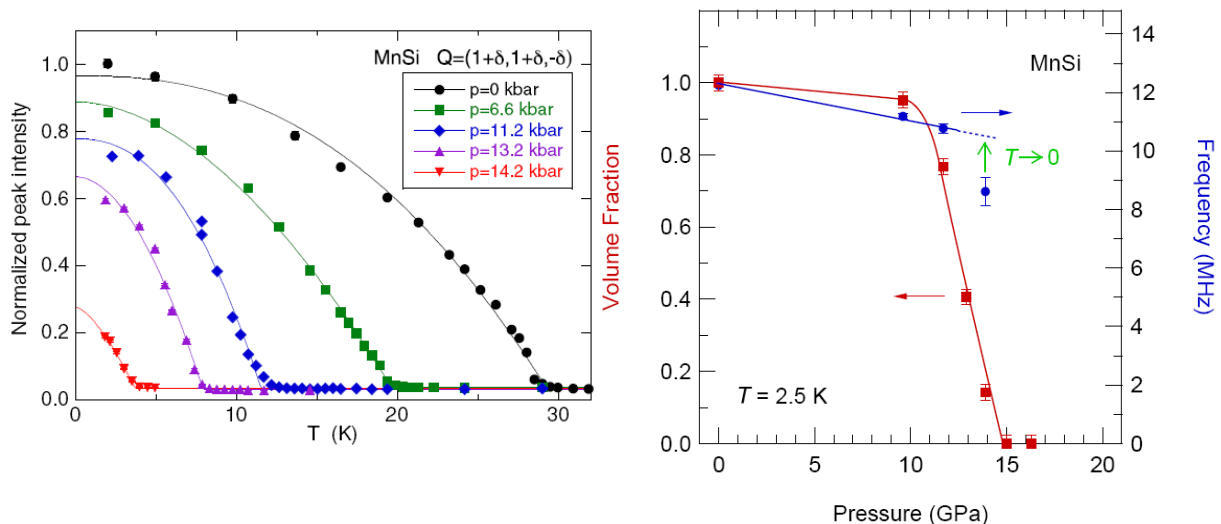 MnSi Q=(1+δ,1+δ,-δ)
p=0 kbar
p=6.6 kbar
p=11.2 kbar
p=13.2 kbar
p=14.2 kbar
Normalized peak intensity
1.0
0.8
0.6
0.4
0.2
0.0
0 10 20 30
T (K)
MnSi
Volume Fraction
1.0
0.8
0.6
0.4
0.2
0.0
T→0
T = 2.5 K
14
12
10
8
6
4
2
0
Frequency (MHz)
0 5 10 15 20
Pressure (GPa)